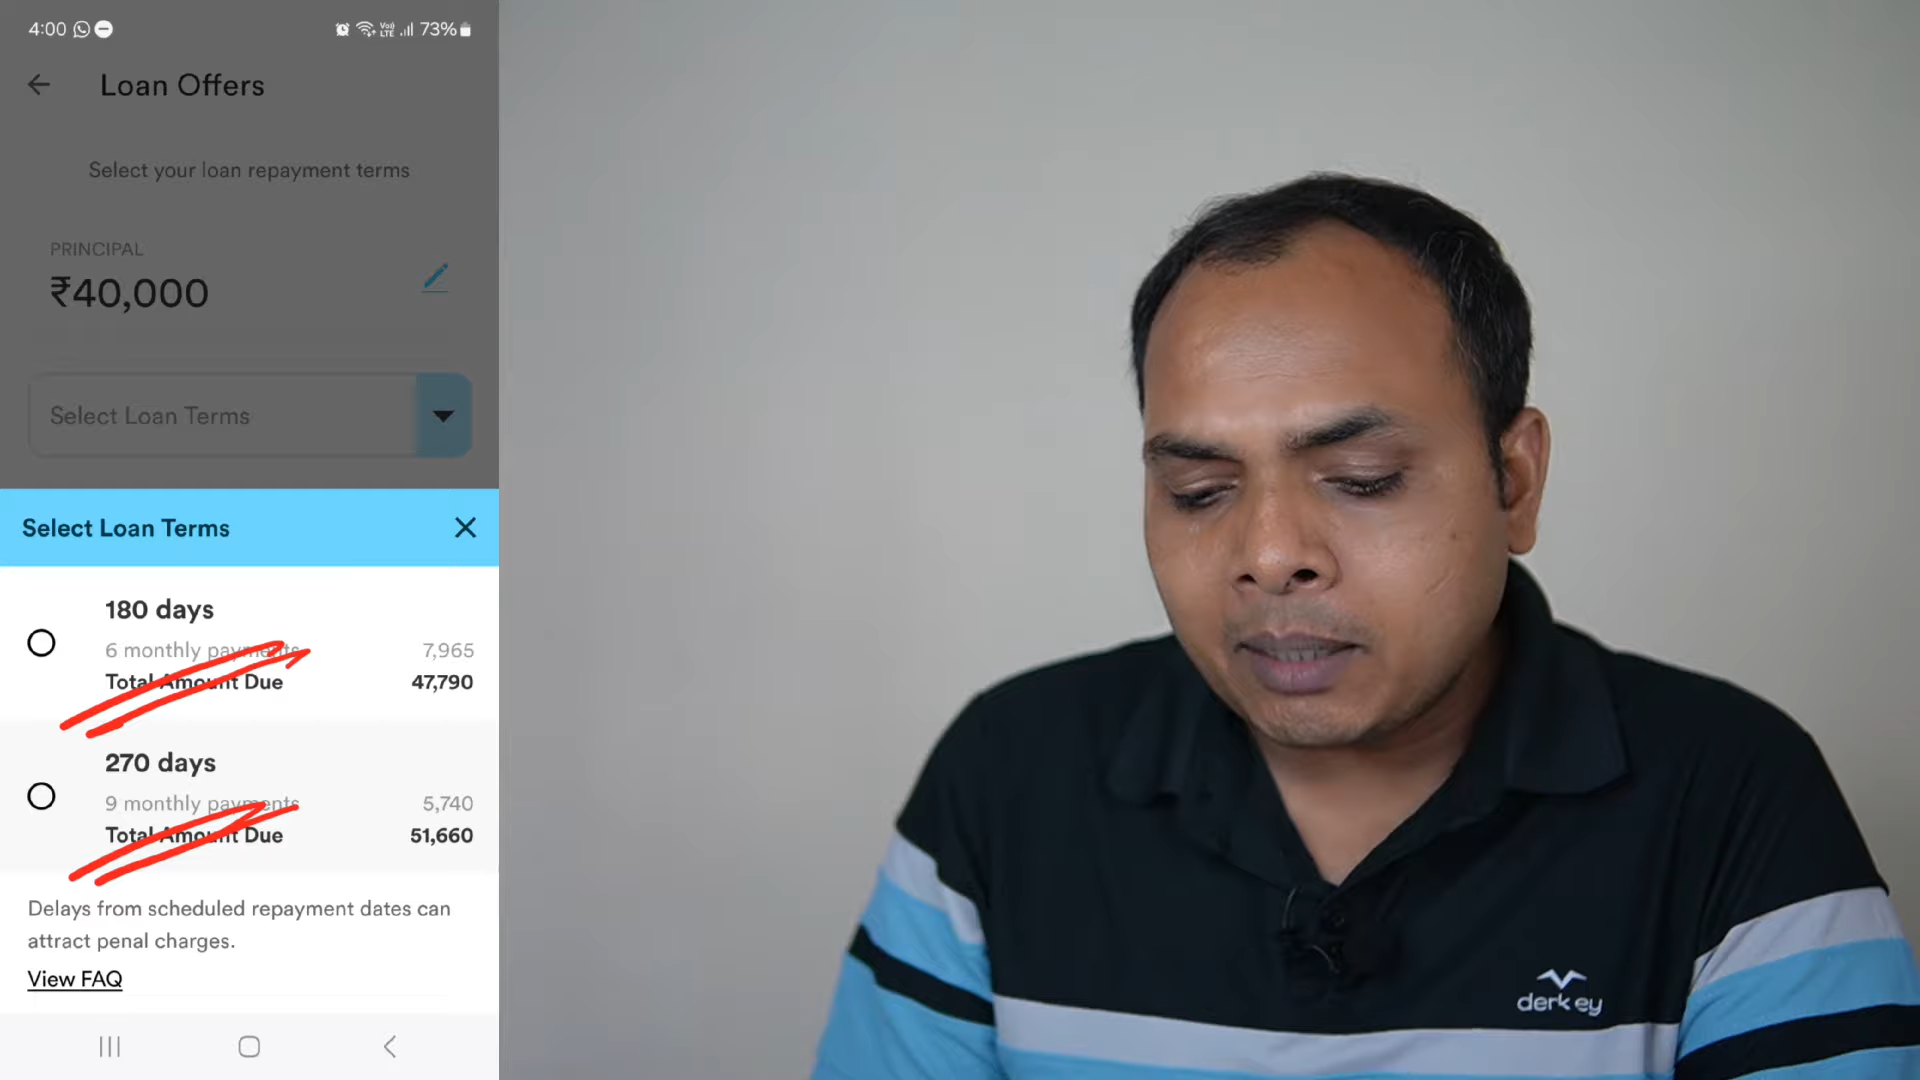 4:00
Vo)) LTE
73%
Loan Offers
Select your loan repayment terms
PRINCIPAL
₹40,000
Select Loan Terms
Select Loan Terms
180 days
6 monthly payments 7,965
Total Amount Due 47,790
270 days
9 monthly payments 5,740
Total Amount Due 51,660
Delays from scheduled repayment dates can
attract penal charges.
View FAQ
derkey